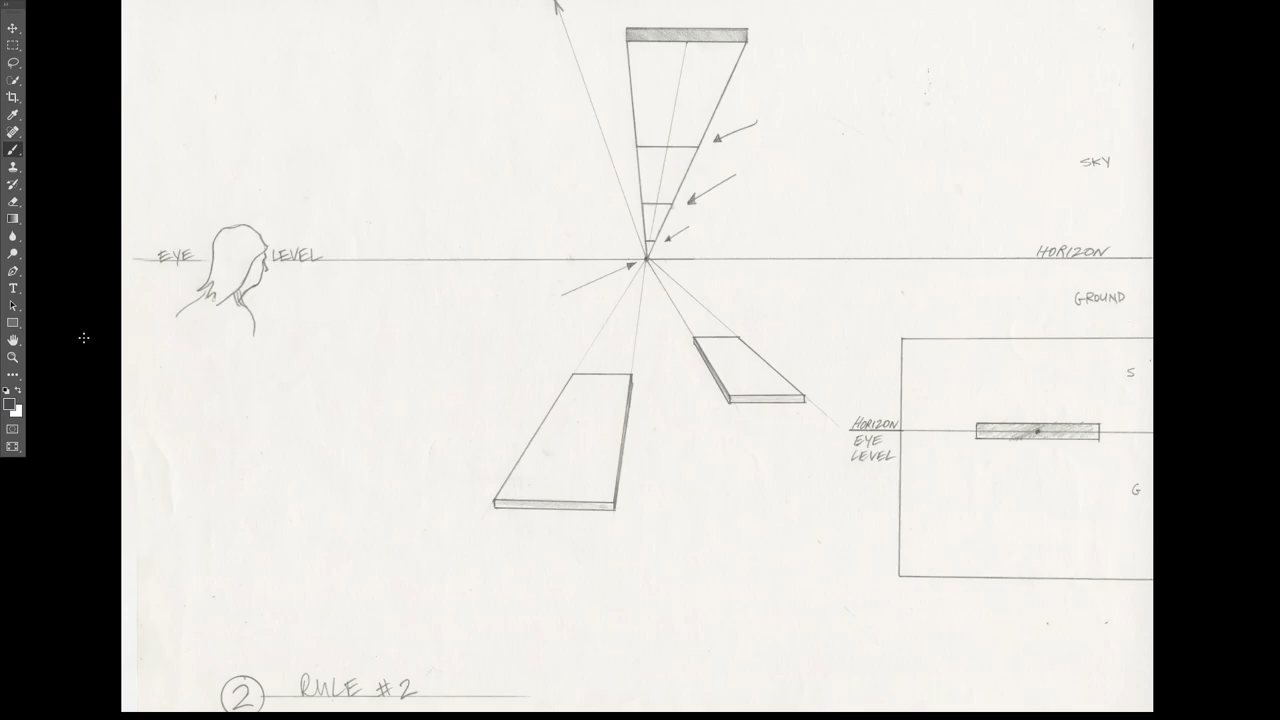 SKY
EYE LEVEL
HORIZON
GROUND
S
HORIZON
EYE
LEVEL
G
2 RULE #2